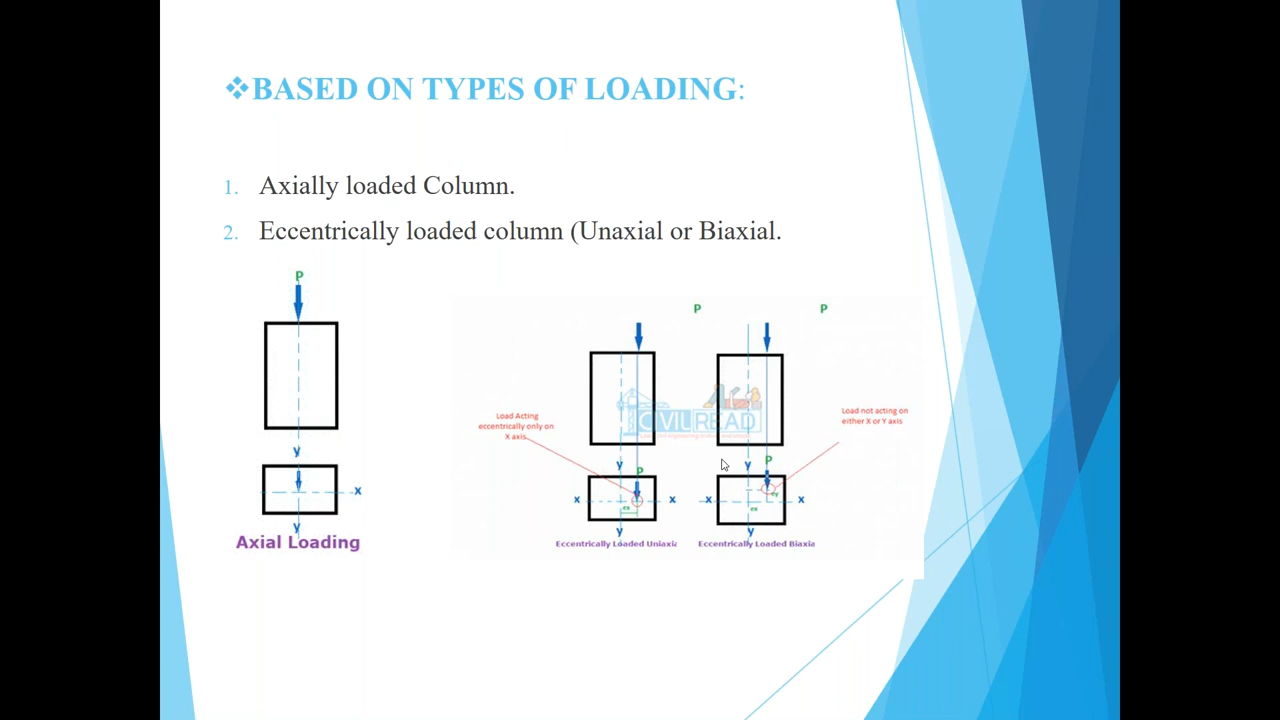 ❖BASED ON TYPES OF LOADING:
1. Axially loaded Column.
2. Eccentrically loaded column (Unaxial or Biaxial.
P
P P
Load Acting
eccentrically only on
X axis
Load not acting on
either X or Y axis
CIVILREAD
y
y P
y P
x
x x
x x
ex
ex ey
y
y
y
Axial Loading
Eccentrically Loaded Uniaxia
Eccentrically Loaded Biaxia